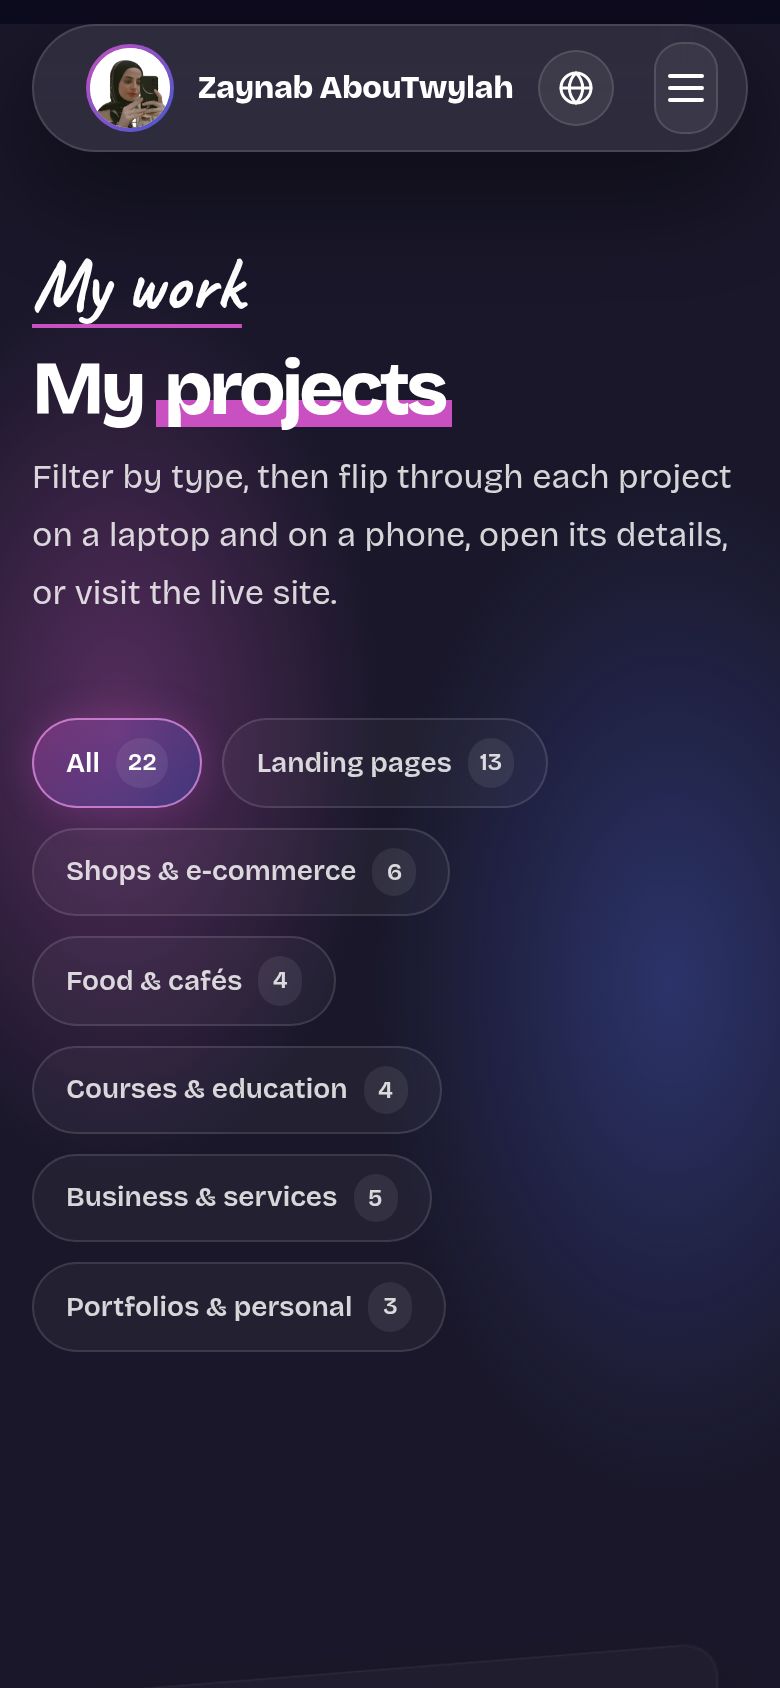 Zaynab AbouTwylah
My work
My projects
Filter by type, then flip through each project
on a laptop and on a phone, open its details,
or visit the live site.
All 22
Landing pages 13
Shops & e-commerce 6
Food & cafés 4
Courses & education 4
Business & services 5
Portfolios & personal 3